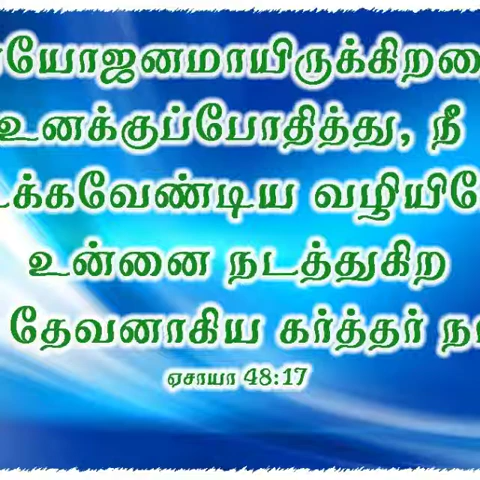 யோஜனமாயிருக்கிற
உனக்குப்போதித்து, நீ
க்கவேண்டிய வழியி
உன்னை நடத்துகிற
தேவனாகிய கர்த்தர் ந
ஏசாயா 48:17